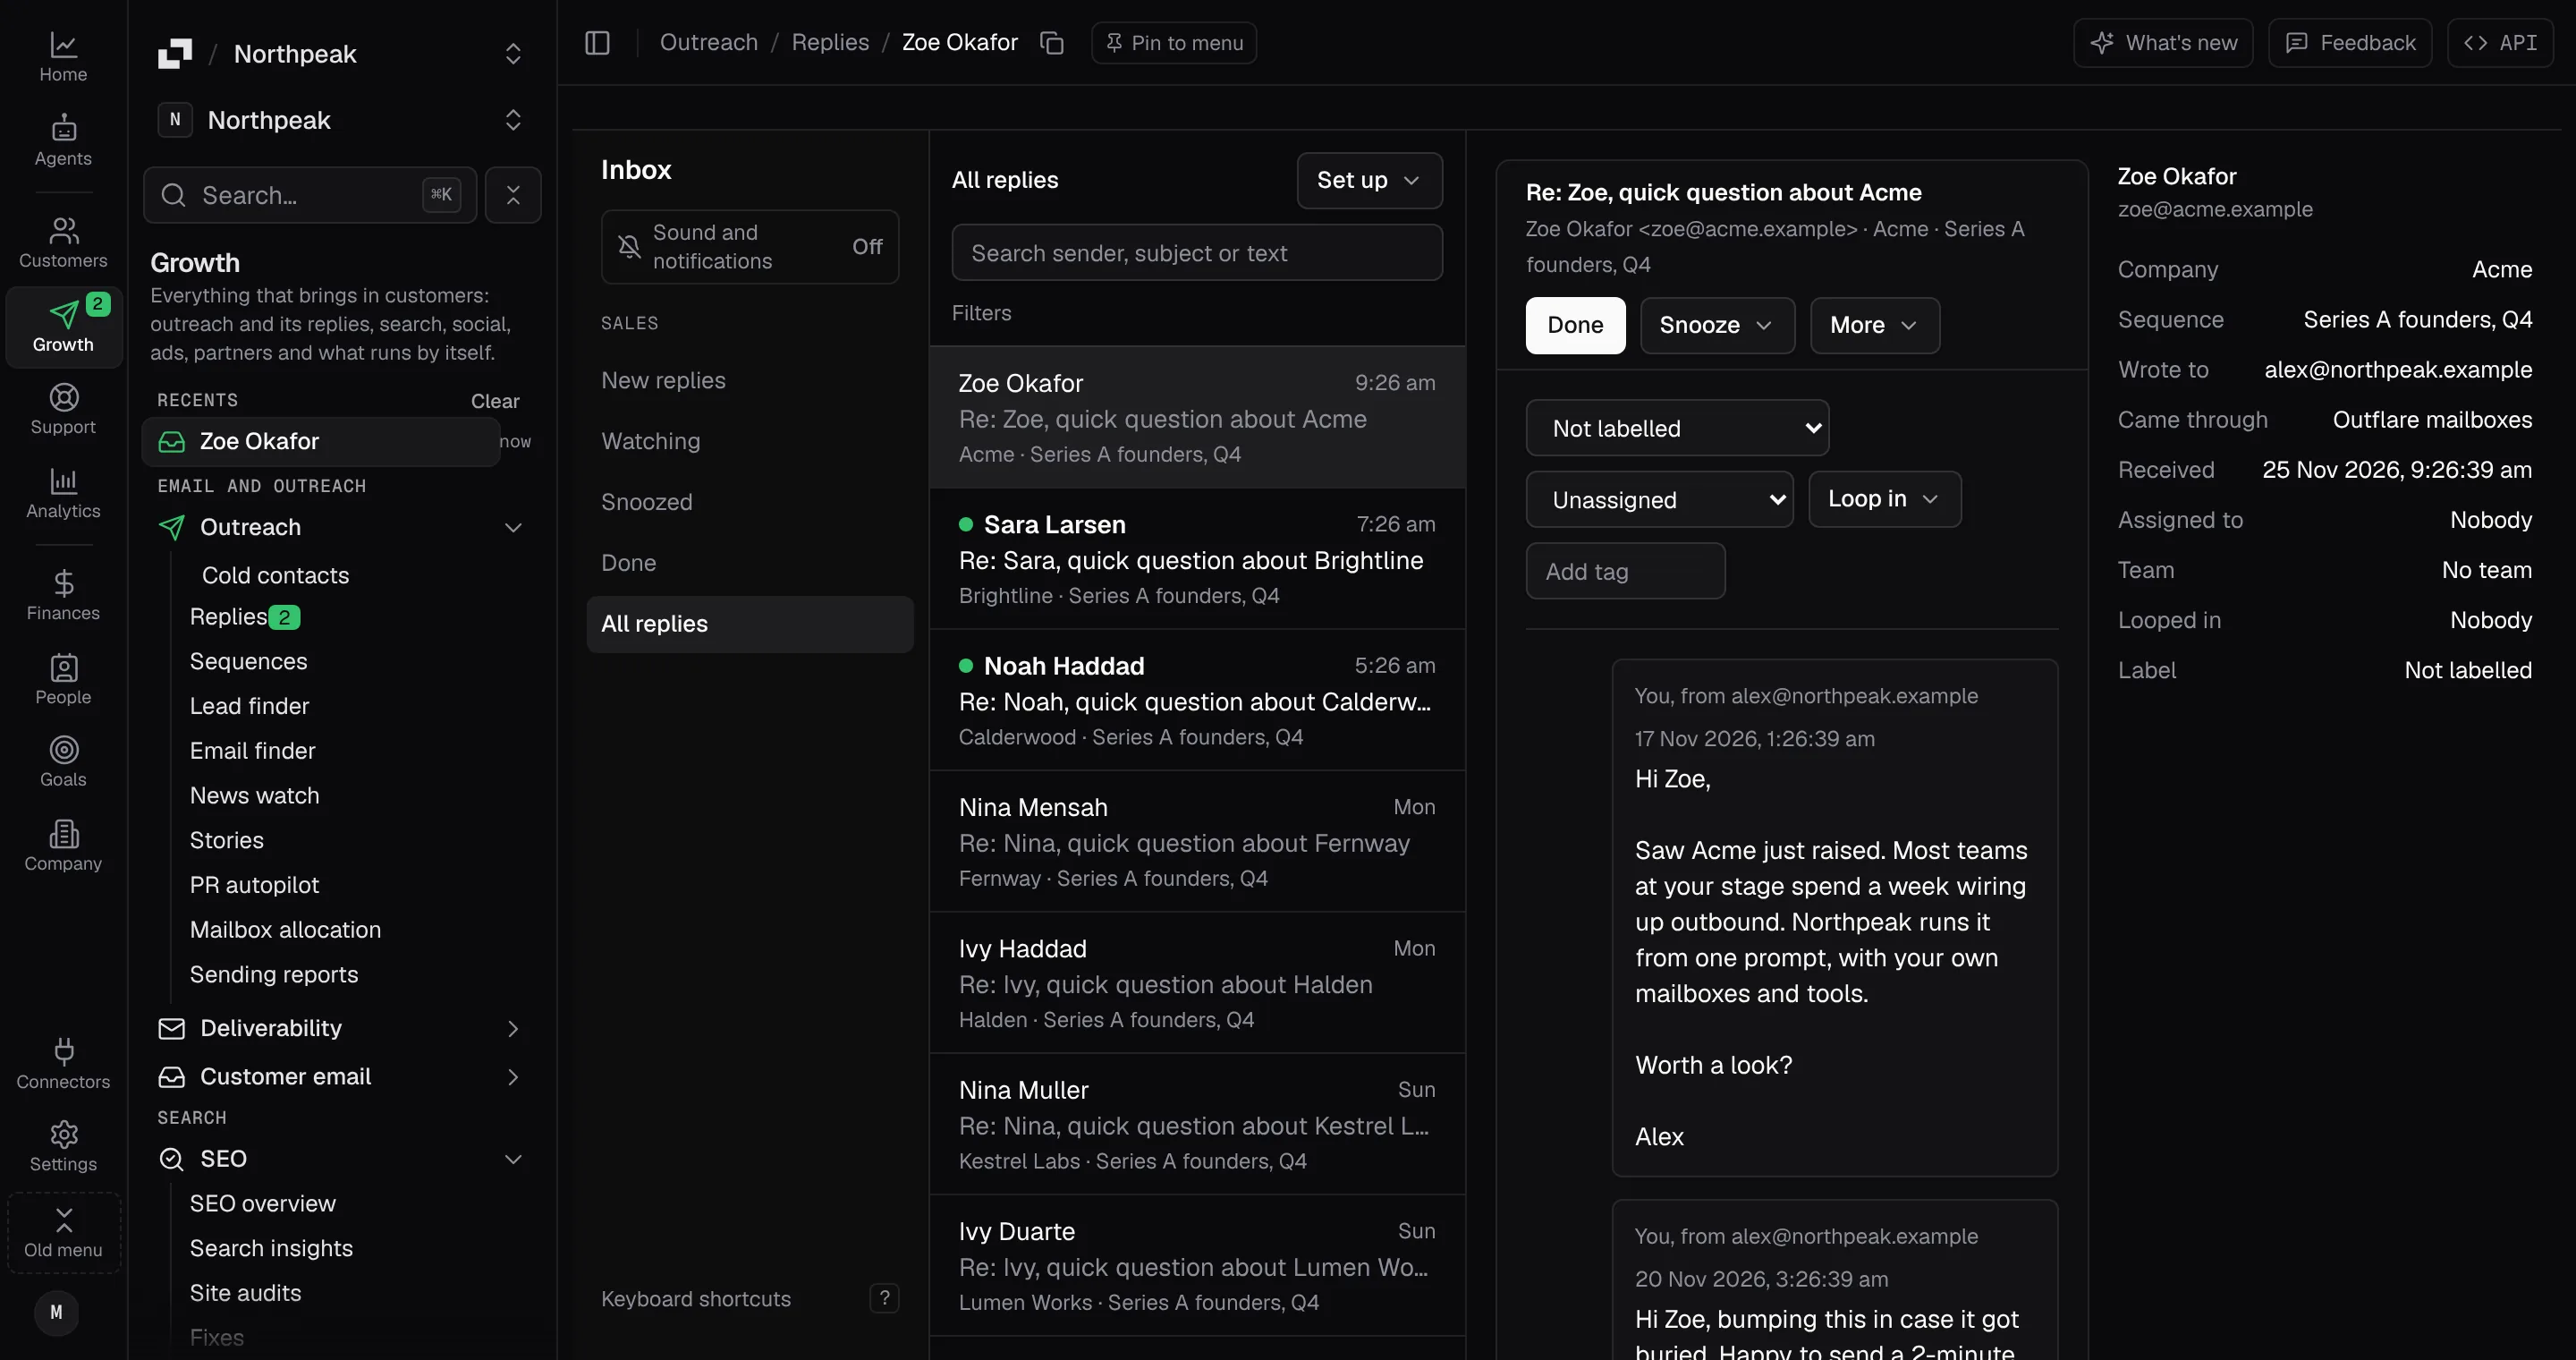 Home
Agents
Customers
2
Growth
Support
Analytics
Finances
People
Goals
Company
Connectors
Settings
Old menu
M
/ Northpeak
N Northpeak
Search... ⌘K
Growth
Everything that brings in customers:
outreach and its replies, search, social,
ads, partners and what runs by itself.
RECENTS Clear
Zoe Okafor now
EMAIL AND OUTREACH
Outreach
Cold contacts
Replies 2
Sequences
Lead finder
Email finder
News watch
Stories
PR autopilot
Mailbox allocation
Sending reports
Deliverability
Customer email
SEARCH
SEO
SEO overview
Search insights
Site audits
Fixes
Outreach / Replies / Zoe Okafor Pin to menu
What's new Feedback API
Inbox
Sound and
notifications
Off
SALES
New replies
Watching
Snoozed
Done
All replies
Keyboard shortcuts ?
All replies Set up
Search sender, subject or text
Filters
Zoe Okafor 9:26 am
Re: Zoe, quick question about Acme
Acme · Series A founders, Q4
Sara Larsen 7:26 am
Re: Sara, quick question about Brightline
Brightline · Series A founders, Q4
Noah Haddad 5:26 am
Re: Noah, quick question about Calderw...
Calderwood · Series A founders, Q4
Nina Mensah Mon
Re: Nina, quick question about Fernway
Fernway · Series A founders, Q4
Ivy Haddad Mon
Re: Ivy, quick question about Halden
Halden · Series A founders, Q4
Nina Muller Sun
Re: Nina, quick question about Kestrel L...
Kestrel Labs · Series A founders, Q4
Ivy Duarte Sun
Re: Ivy, quick question about Lumen Wo...
Lumen Works · Series A founders, Q4
Re: Zoe, quick question about Acme
Zoe Okafor <zoe@acme.example> · Acme · Series A
founders, Q4
Done Snooze More
Not labelled
Unassigned Loop in
Add tag
You, from alex@northpeak.example
17 Nov 2026, 1:26:39 am
Hi Zoe,
Saw Acme just raised. Most teams
at your stage spend a week wiring
up outbound. Northpeak runs it
from one prompt, with your own
mailboxes and tools.
Worth a look?
Alex
You, from alex@northpeak.example
20 Nov 2026, 3:26:39 am
Hi Zoe, bumping this in case it got
buried. Happy to send a 2-minute
Zoe Okafor
zoe@acme.example
Company Acme
Sequence Series A founders, Q4
Wrote to alex@northpeak.example
Came through Outflare mailboxes
Received 25 Nov 2026, 9:26:39 am
Assigned to Nobody
Team No team
Looped in Nobody
Label Not labelled